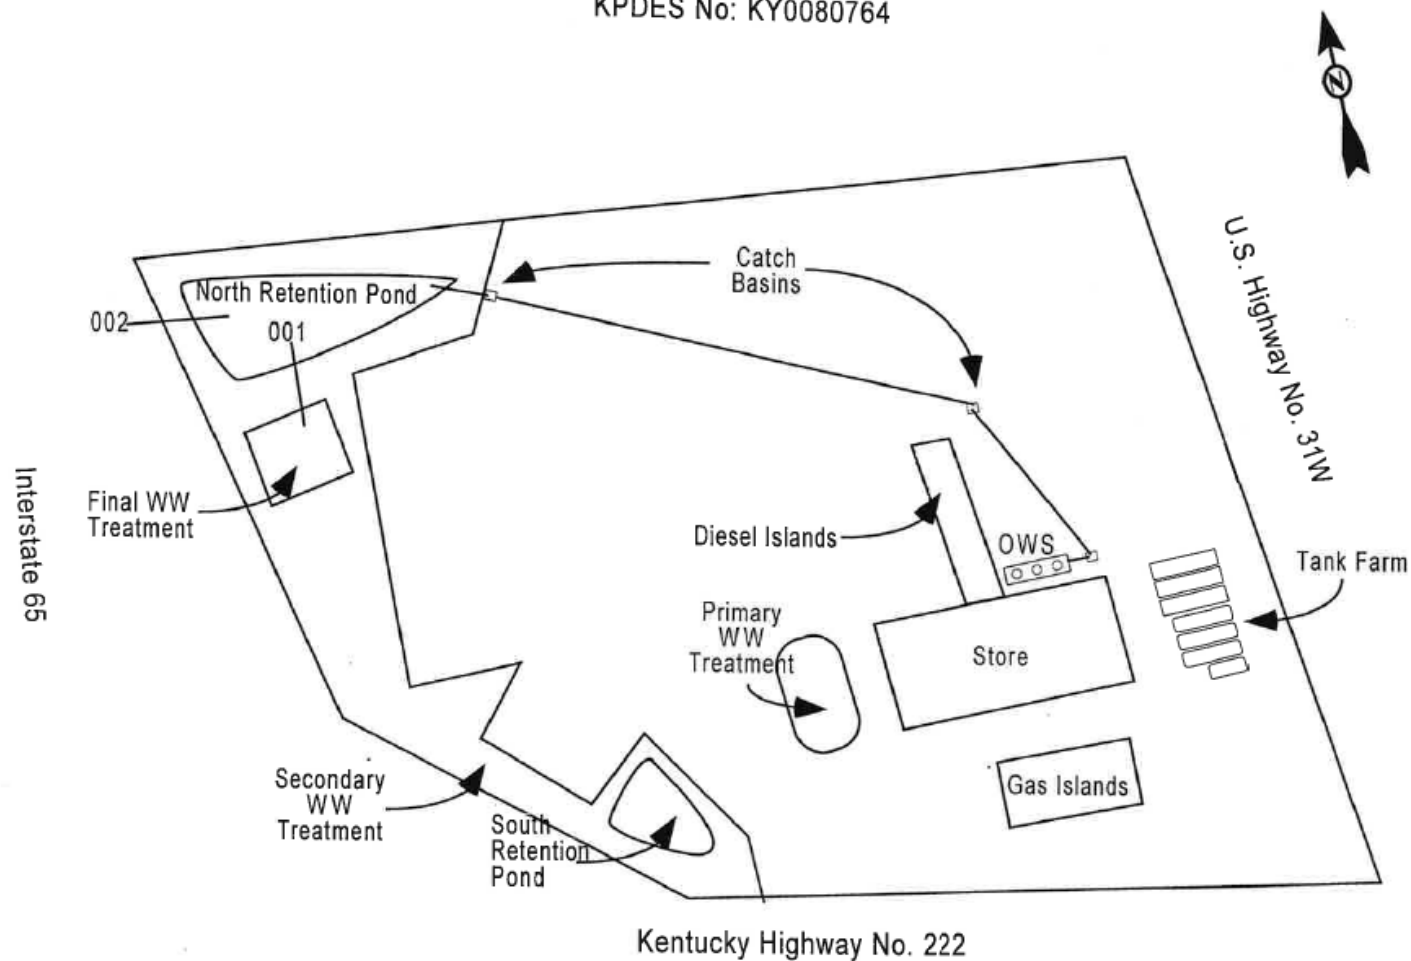 KPDES No: KY0080764
Z
U.S. Highway No. 31W
Catch
Basins
North Retention Pond
002
001
Final WW
Treatment
Interstate 65
Diesel Islands
OWS
Tank Farm
Primary
WW
Treatment
Store
Secondary
WW
Treatment
Gas Islands
South
Retention
Pond
Kentucky Highway No. 222